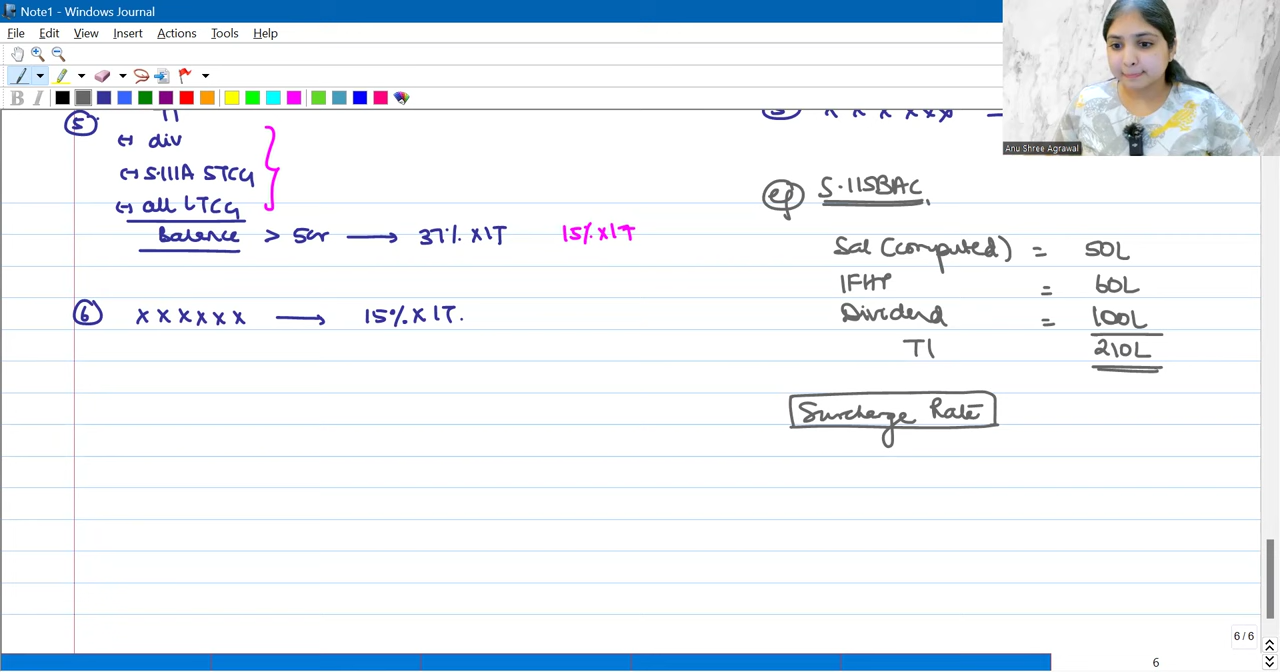 Note1 - Windows Journal
File Edit View Insert Actions Tools Help
B I
Anu Shree Agrawal
5 TI
(-) div
(-) S.111A STCG
(-) all LTCG
Balance > 5cr → 37% X IT 15% X IT
6 x x x x x x → 15% X IT.
x x x x x x
eg S.115BAC
Sal (computed) = 50L
IFHP = 60L
Dividend = 100L
TI 210L
Surcharge Rate
6 / 6
6